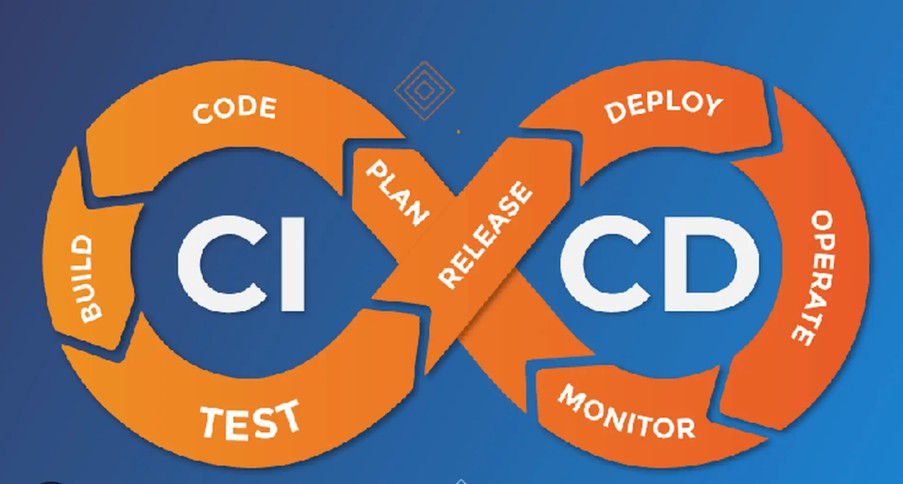 CODE
DEPLOY
PLAN
RELEASE
CI
CD
BUILD
OPERATE
TEST
MONITOR